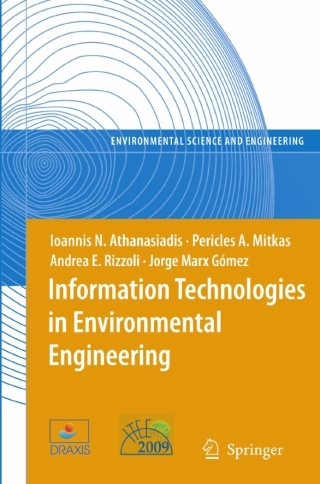 ENVIRONMENTAL SCIENCE AND ENGINEERING
Ioannis N. Athanasiadis · Pericles A. Mitkas
Andrea E. Rizzoli · Jorge Marx Gómez
Information Technologies
in Environmental
Engineering
DRAXIS
ITEE
2009
Springer